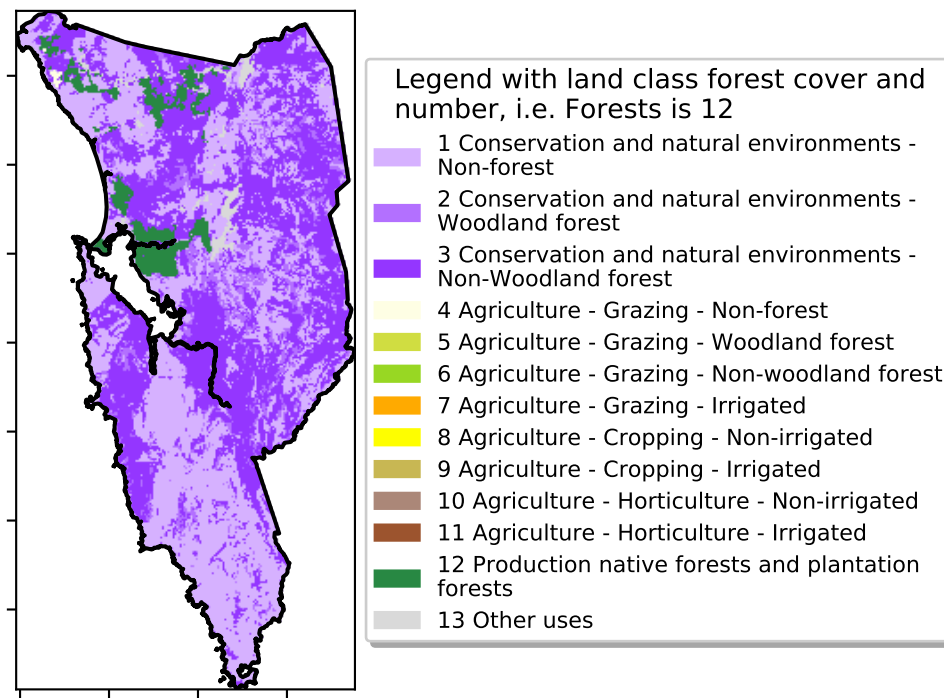 Legend with land class forest cover and
number, i.e. Forests is 12
1 Conservation and natural environments -
Non-forest
2 Conservation and natural environments -
Woodland forest
3 Conservation and natural environments -
Non-Woodland forest
4 Agriculture - Grazing - Non-forest
5 Agriculture - Grazing - Woodland forest
6 Agriculture - Grazing - Non-woodland forest
7 Agriculture - Grazing - Irrigated
8 Agriculture - Cropping - Non-irrigated
9 Agriculture - Cropping - Irrigated
10 Agriculture - Horticulture - Non-irrigated
11 Agriculture - Horticulture - Irrigated
12 Production native forests and plantation
forests
13 Other uses